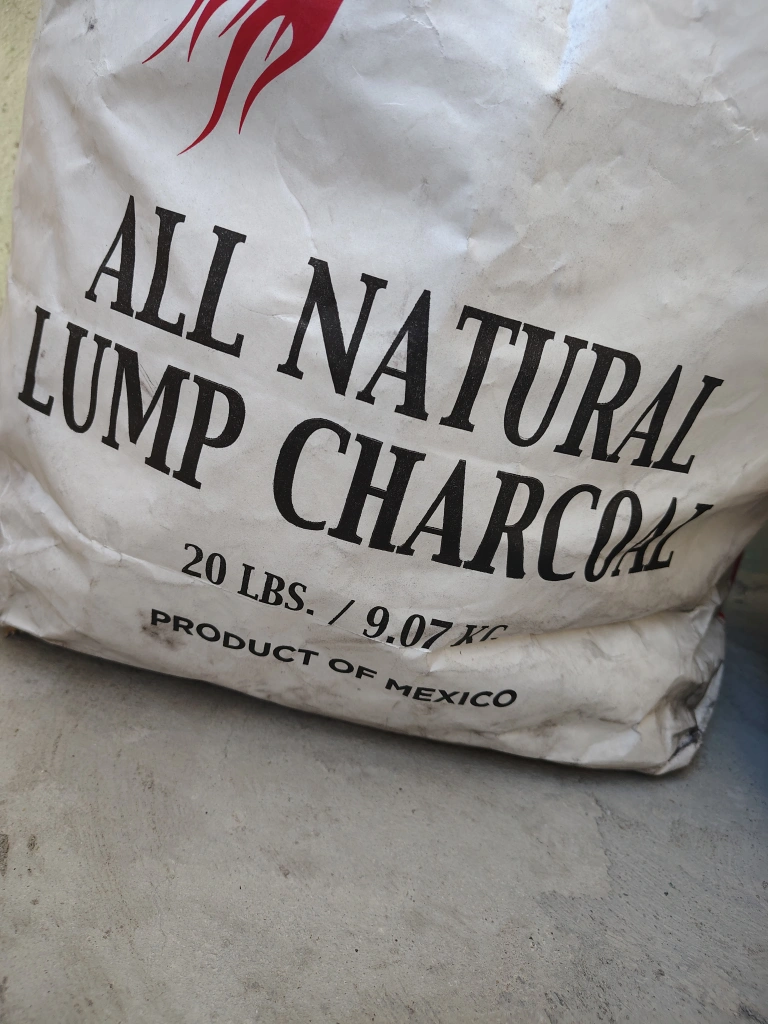 ALL NATURAL
LUMP CHARCOAL
20 LBS. / 9.07 KG
PRODUCT OF MEXICO